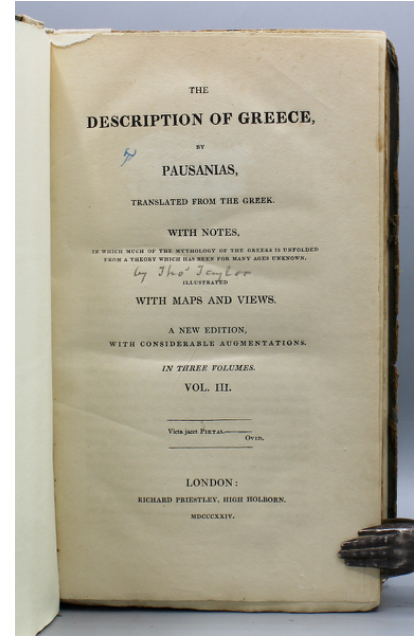 THE
DESCRIPTION OF GREECE,
BY
PAUSANIAS,
TRANSLATED FROM THE GREEK.
WITH NOTES,
IN WHICH MUCH OF THE MYTHOLOGY OF THE GREEKS IS UNFOLDED
FROM A THEORY WHICH HAS BEEN FOR MANY AGES UNKNOWN.
by Thos Taylor
ILLUSTRATED
WITH MAPS AND VIEWS.
A NEW EDITION,
WITH CONSIDERABLE AUGMENTATIONS.
IN THREE VOLUMES.
VOL. III.
Victa jacet PIETAS.
OVID.
LONDON:
RICHARD PRIESTLEY, HIGH HOLBORN.
MDCCCXXIV.